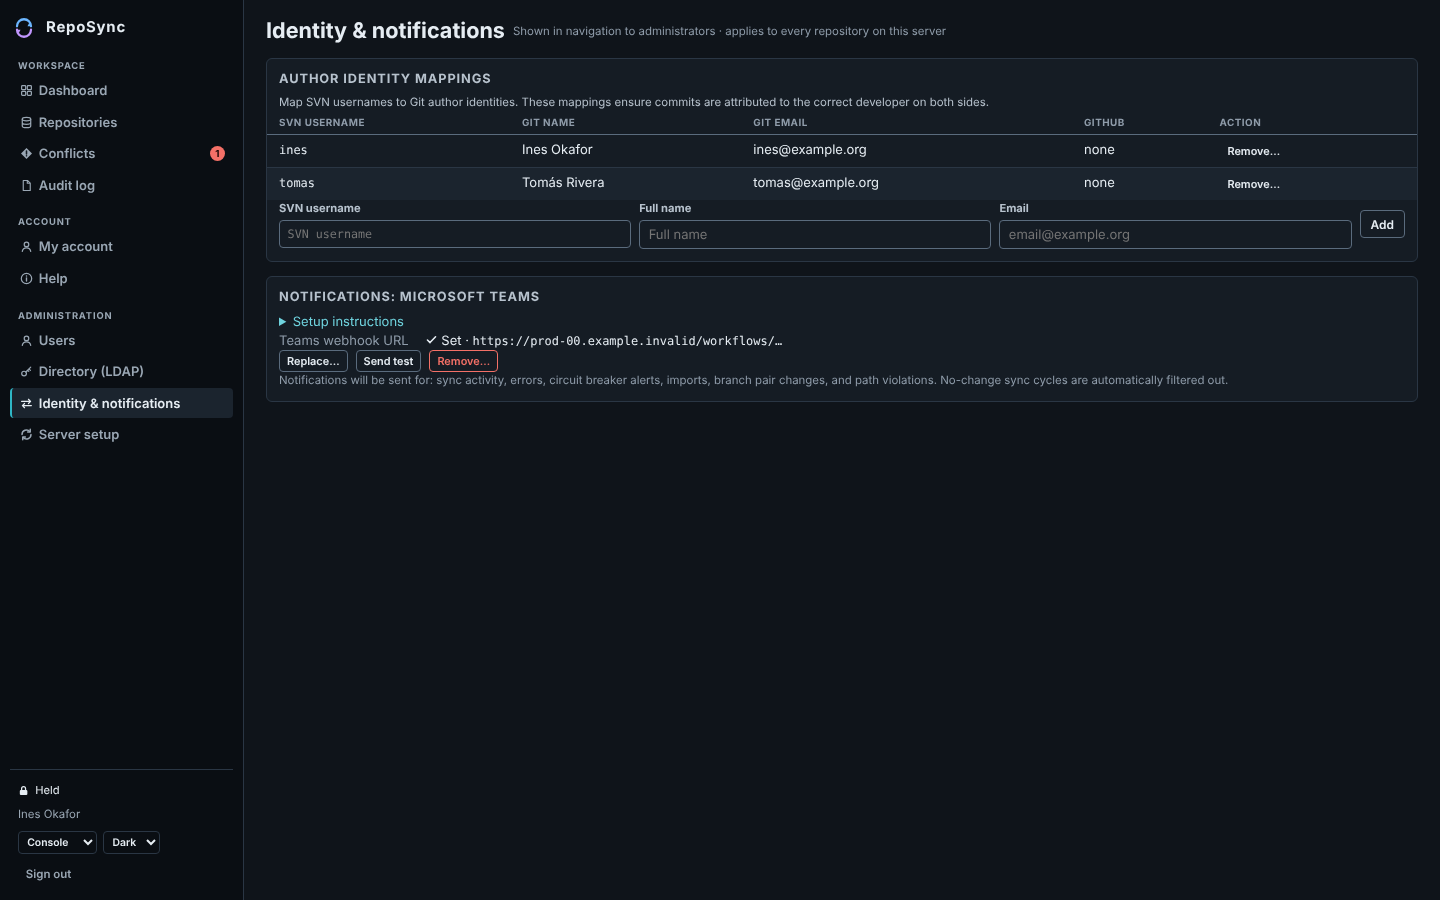 RepoSync
WORKSPACE
Dashboard
Repositories
Conflicts 1
Audit log
ACCOUNT
My account
Help
ADMINISTRATION
Users
Directory (LDAP)
Identity & notifications
Server setup
Held
Ines Okafor
Console Dark
Sign out
Identity & notifications Shown in navigation to administrators · applies to every repository on this server
AUTHOR IDENTITY MAPPINGS
Map SVN usernames to Git author identities. These mappings ensure commits are attributed to the correct developer on both sides.
SVN USERNAME GIT NAME GIT EMAIL GITHUB ACTION
ines Ines Okafor ines@example.org none Remove...
tomas Tomás Rivera tomas@example.org none Remove...
SVN username Full name Email
SVN username Full name email@example.org Add
NOTIFICATIONS: MICROSOFT TEAMS
Setup instructions
Teams webhook URL Set · https://prod-00.example.invalid/workflows/…
Replace... Send test Remove...
Notifications will be sent for: sync activity, errors, circuit breaker alerts, imports, branch pair changes, and path violations. No-change sync cycles are automatically filtered out.